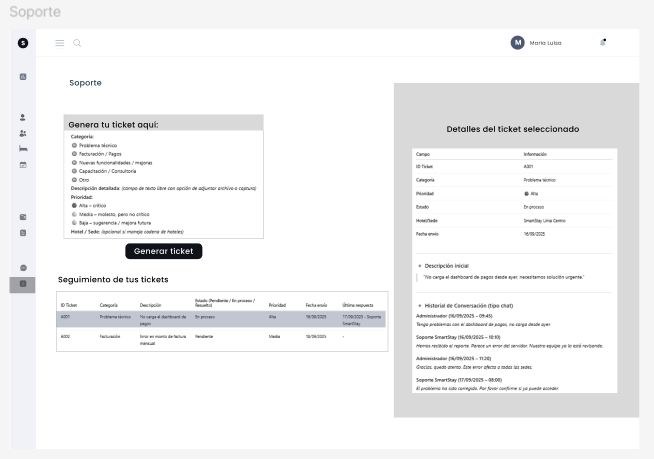 Soporte
S
M
Maria Luisa
Soporte
Genera tu ticket aquí:
Categoría:
Problema técnico
Facturación / Pagos
Nuevas funcionalidades / mejoras
Capacitación / Consultoría
Otro
Descripción detallada: (campo de texto libre con opción de adjuntar archivo o captura)
Prioridad:
Alta – crítico
Media – molesto, pero no crítico
Baja – sugerencia / mejora futura
Hotel / Sede: (opcional si maneja cadena de hoteles)
Generar ticket
Seguimiento de tus tickets
ID Ticket Categoría Descripción Estado (Pendiente / En proceso / Resuelto) Prioridad Fecha envío Última respuesta
A001 Problema técnico No carga el dashboard de pagos En proceso Alta 16/09/2025 17/09/2025 - Soporte SmartStay
A002 Facturación Error en monto de factura mensual Pendiente Media 18/09/2025 -
Detalles del ticket seleccionado
Campo Información
ID Ticket A001
Categoría Problema técnico
Prioridad Alta
Estado En proceso
Hotel/Sede SmartStay Lima Centro
Fecha envío 16/09/2025
Descripción inicial
"No carga el dashboard de pagos desde ayer, necesitamos solución urgente."
Historial de Conversación (tipo chat)
Administrador (16/09/2025 – 09:45)
Tengo problemas con el dashboard de pagos, no carga desde ayer
Soporte SmartStay (16/09/2025 – 10:10)
Hemos recibido el reporte. Parece un error del servidor. Nuestro equipo ya lo está revisando.
Administrador (16/09/2025 – 11:20)
Gracias, quedo atento. Este error afecta a todas las sedes.
Soporte SmartStay (17/09/2025 – 08:00)
El problema ha sido corregido. Por favor confirme si ya puede acceder.